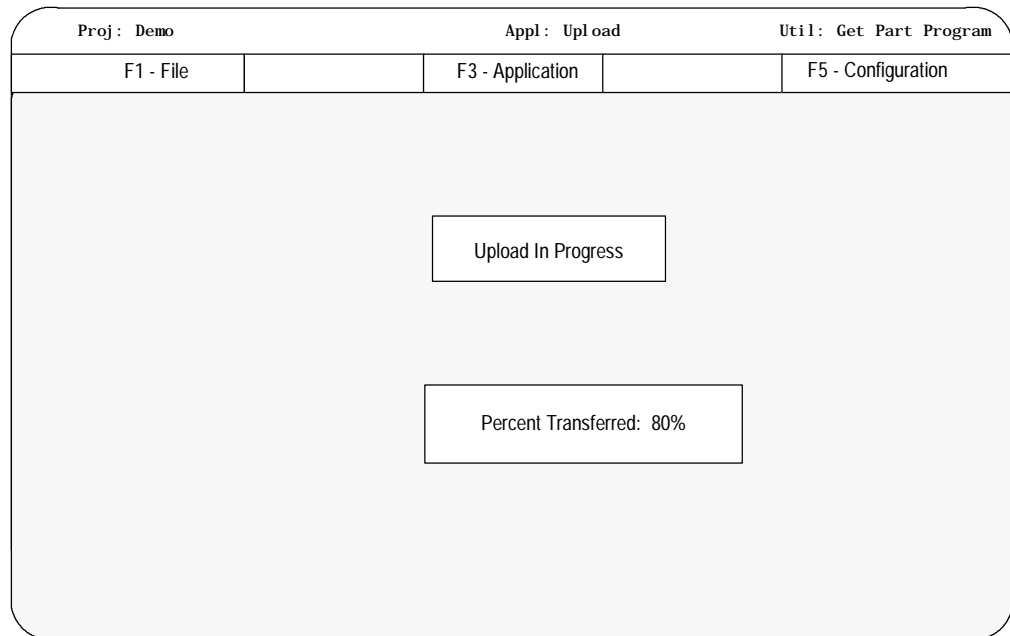 Proj: Demo Appl: Upload Util: Get Part Program
F1 - File F3 - Application F5 - Configuration
Upload In Progress
Percent Transferred: 80%